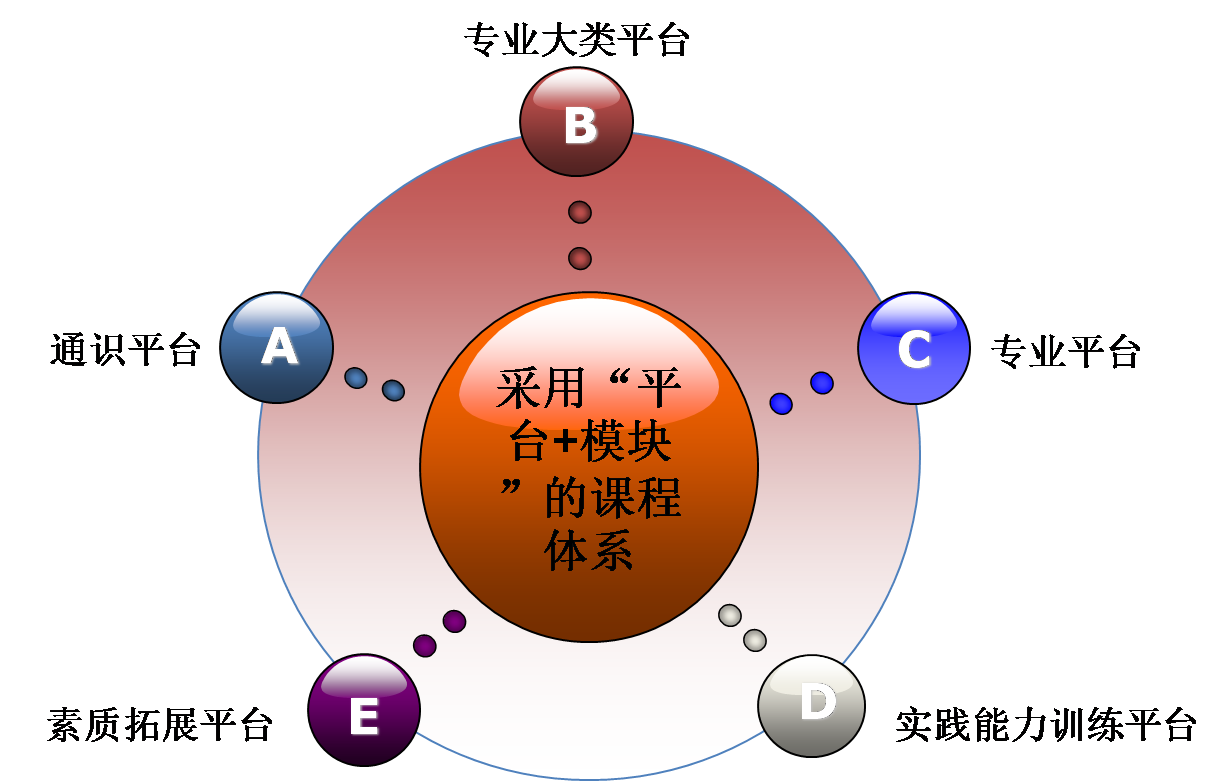 专业大类平台
B
A
通识平台
C
专业平台
采用“平
台+模块
”的课程
体系
E
素质拓展平台
D
实践能力训练平台